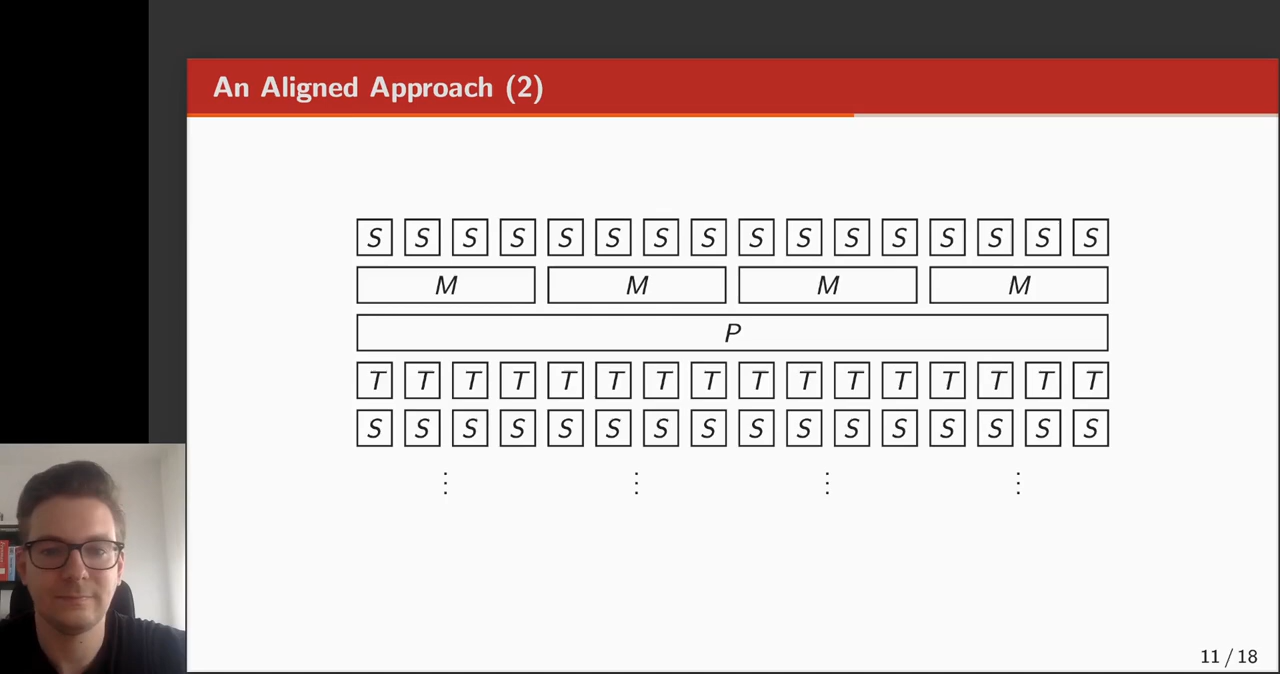 An Aligned Approach (2)
S S S S S S S S S S S S S S S S
M M M M
P
T T T T T T T T T T T T T T T T
S S S S S S S S S S S S S S S S
⋮ ⋮ ⋮ ⋮
11 / 18